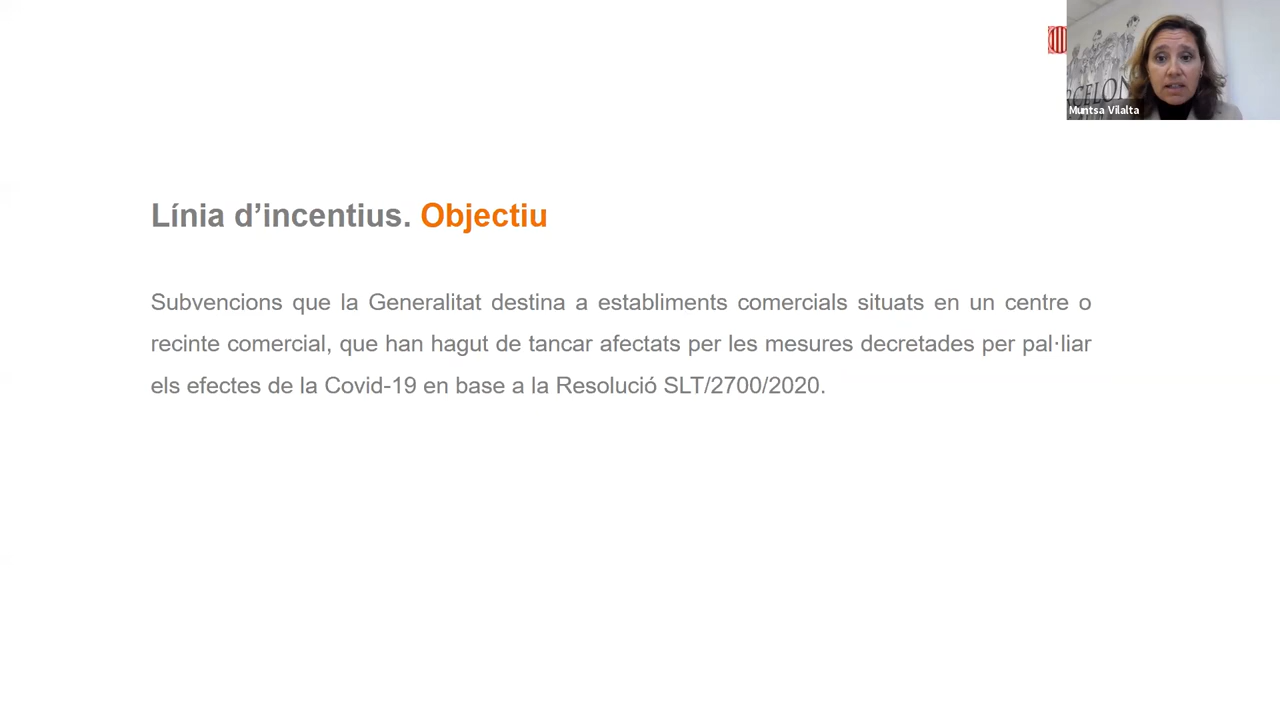 RCELON
Muntsa Vilalta
Línia d’incentius. Objectiu
Subvencions que la Generalitat destina a establiments comercials situats en un centre o
recinte comercial, que han hagut de tancar afectats per les mesures decretades per pal·liar
els efectes de la Covid-19 en base a la Resolució SLT/2700/2020.